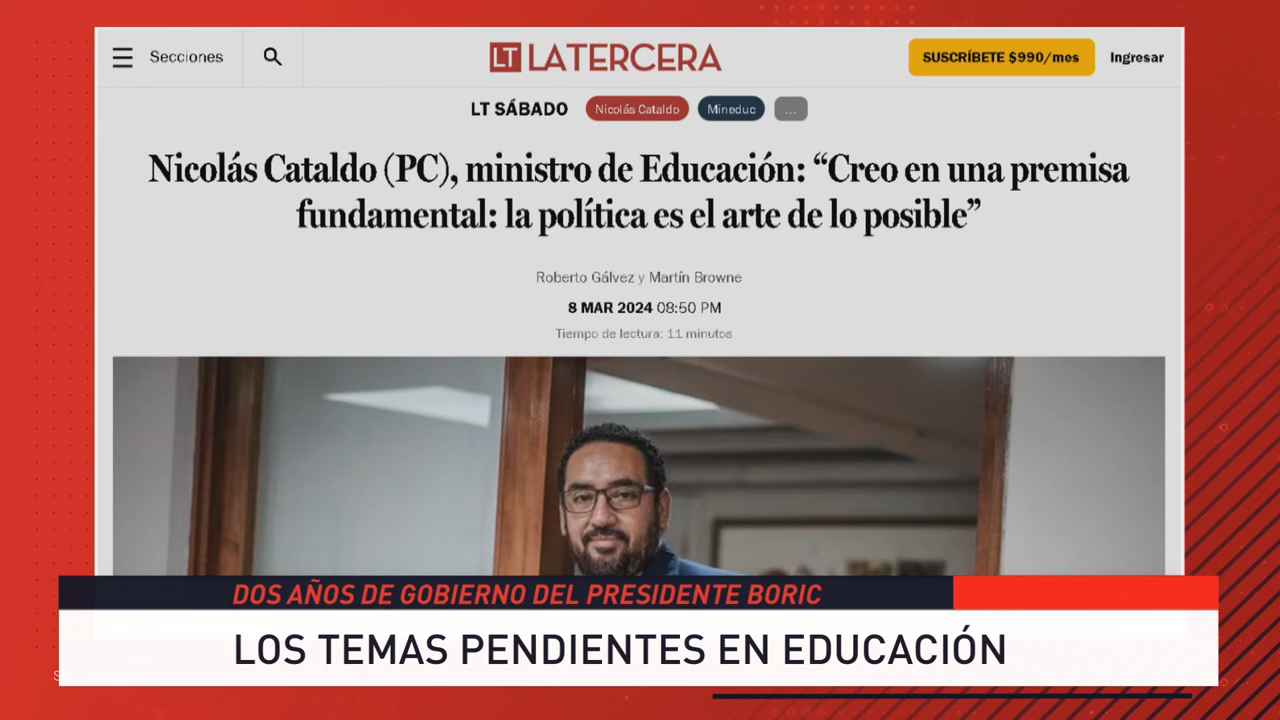 Secciones
LT LATERCERA
SUSCRÍBETE $990/mes
Ingresar
LT SÁBADO
Nicolás Cataldo
Mineduc
...
Nicolás Cataldo (PC), ministro de Educación: “Creo en una premisa
fundamental: la política es el arte de lo posible”
Roberto Gálvez y Martín Browne
8 MAR 2024 08:50 PM
Tiempo de lectura: 11 minutos
DOS AÑOS DE GOBIERNO DEL PRESIDENTE BORIC
LOS TEMAS PENDIENTES EN EDUCACIÓN